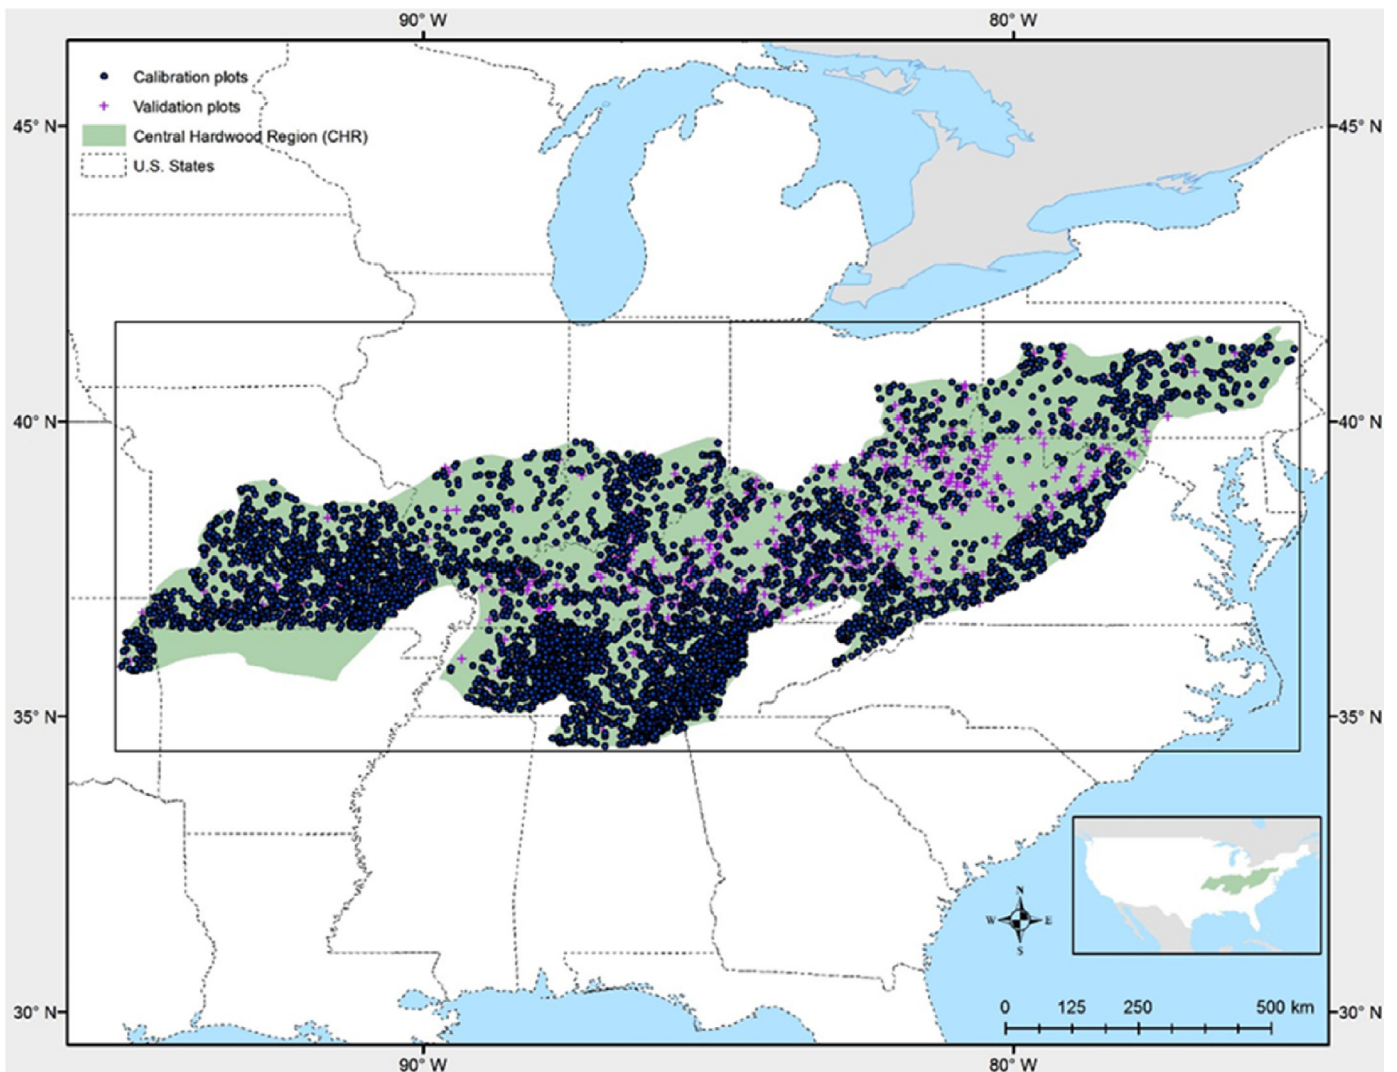 90° W 80° W
Calibration plots
Validation plots
Central Hardwood Region (CHR)
U.S. States
45° N 45° N
40° N 40° N
35° N 35° N
N
W E
S
0 125 250 500 km
30° N 30° N
90° W 80° W